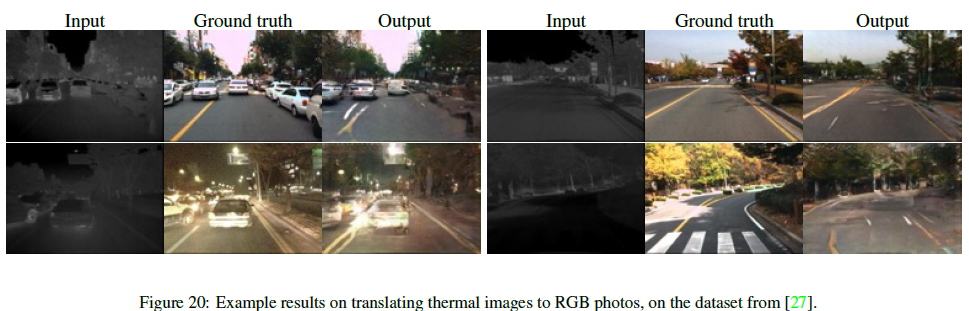 Input Ground truth Output Input Ground truth Output
Figure 20: Example results on translating thermal images to RGB photos, on the dataset from [27].